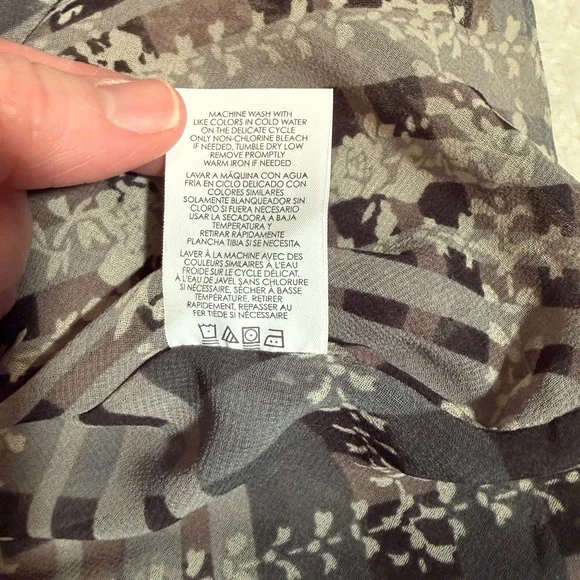 MACHINE WASH WITH
LIKE COLORS IN COLD WATER
ON THE DELICATE CYCLE
ONLY NON-CHLORINE BLEACH
IF NEEDED, TUMBLE DRY LOW
REMOVE PROMPTLY
WARM IRON IF NEEDED
LAVAR A MÁQUINA CON AGUA
FRÍA EN CICLO DELICADO CON
COLORES SIMILARES
SOLAMENTE BLANQUEADOR SIN
CLORO SI FUERA NECESARIO
USAR LA SECADORA A BAJA
TEMPERATURA Y
RETIRAR RÁPIDAMENTE
PLANCHA TIBIA SI SE NECESITA
LAVER À LA MACHINE AVEC DES
COULEURS SIMILAIRES À L'EAU
FROIDE SUR LE CYCLE DÉLICAT,
À L'EAU DE JAVEL SANS CHLORURE
SI NÉCESSAIRE, SÉCHER À BASSE
TEMPÉRATURE, RETIRER
RAPIDEMENT, REPASSER AU
FER TIÈDE SI NÉCESSAIRE